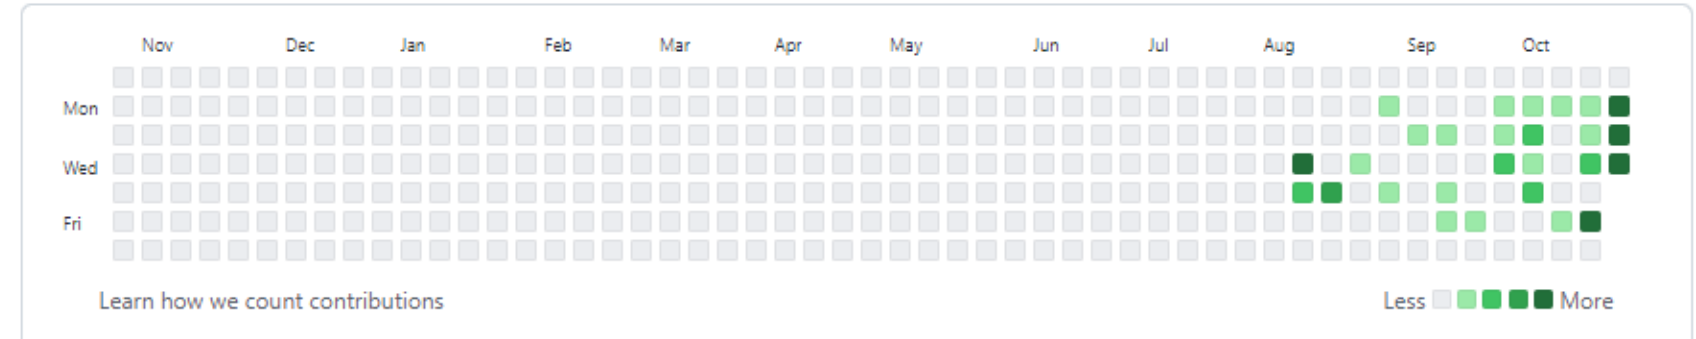 Nov Dec Jan Feb Mar Apr May Jun Jul Aug Sep Oct
Mon
Wed
Fri
Learn how we count contributions Less More